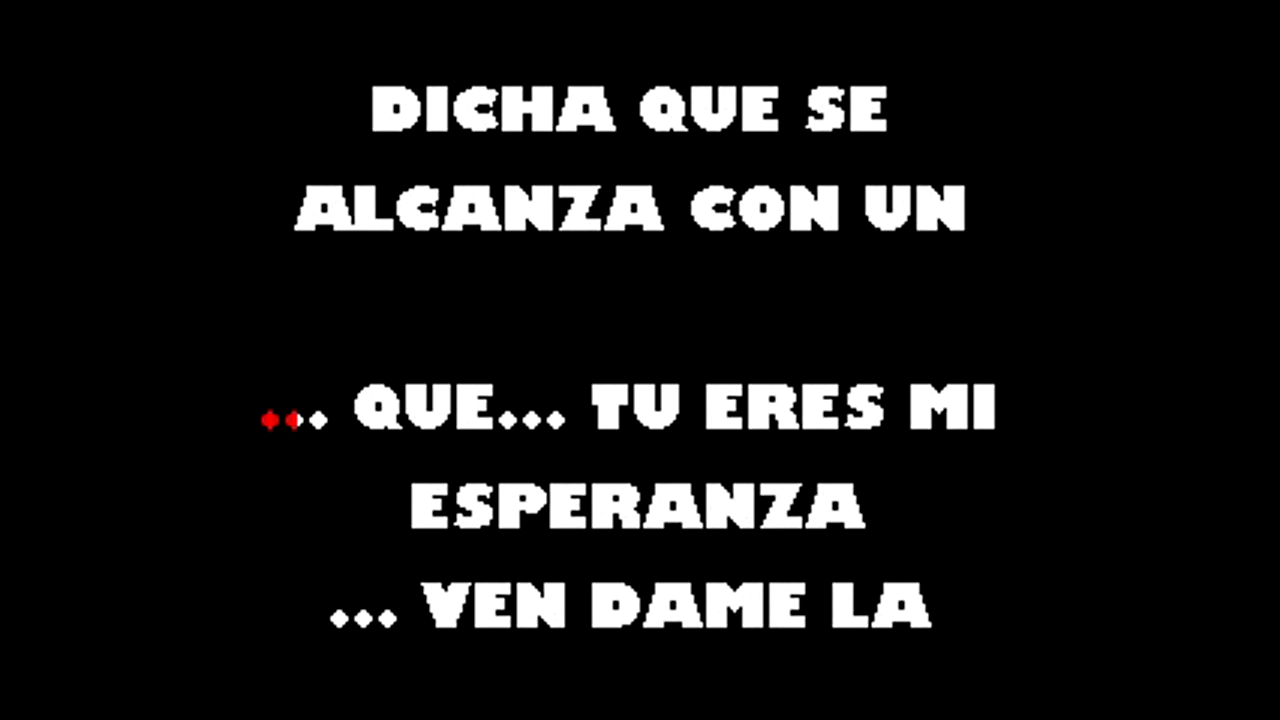 DICHA QUE SE
ALCANZA CON UN
... QUE... TU ERES MI
ESPERANZA
... VEN DAME LA